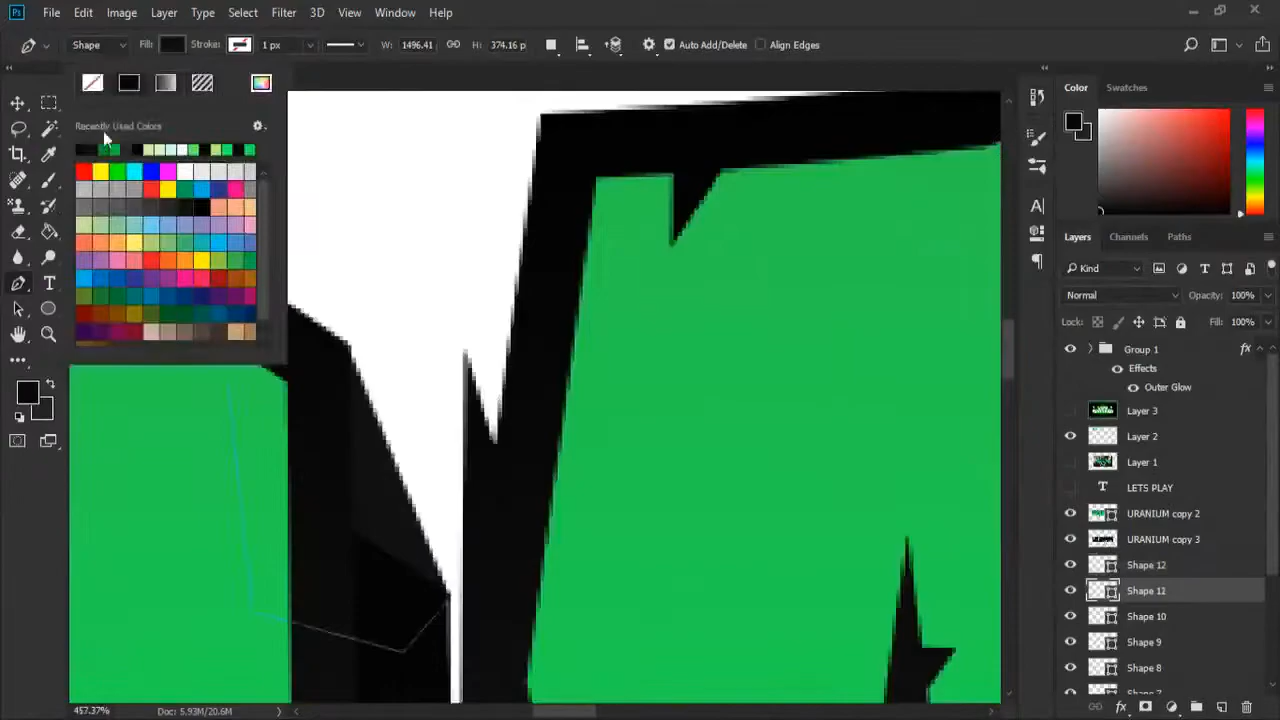 Ps File Edit Image Layer Type Select Filter 3D View Window Help
Shape Fill: Stroke: 1 px W: 1496.41 H: 374.16 p Auto Add/Delete Align Edges
Recently Used Colors
Color Swatches
Layers Channels Paths
Kind
Normal Opacity: 100%
Lock: Fill: 100%
Group 1 fx
Effects
Outer Glow
Layer 3
Layer 2
Layer 1
T LETS PLAY
URANIUM copy 2
URANIUM copy 3
Shape 12
Shape 11
Shape 10
Shape 9
Shape 8
457.37% Doc: 5.93M/20.6M